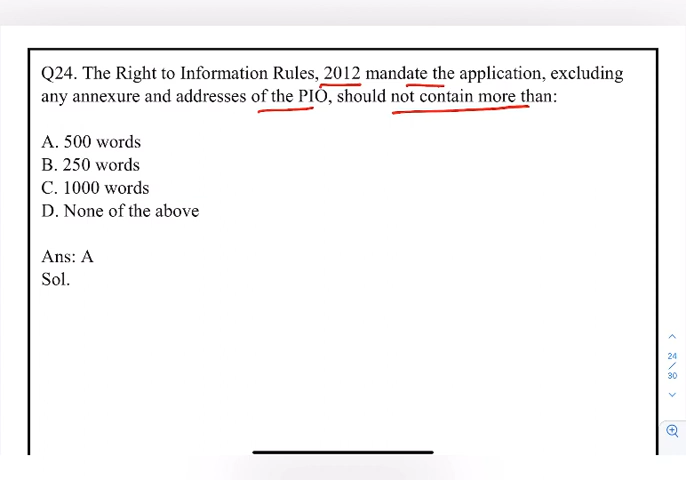 Q24. The Right to Information Rules, 2012 mandate the application, excluding
any annexure and addresses of the PIO, should not contain more than:
A. 500 words
B. 250 words
C. 1000 words
D. None of the above
Ans: A
Sol.
24
/
30